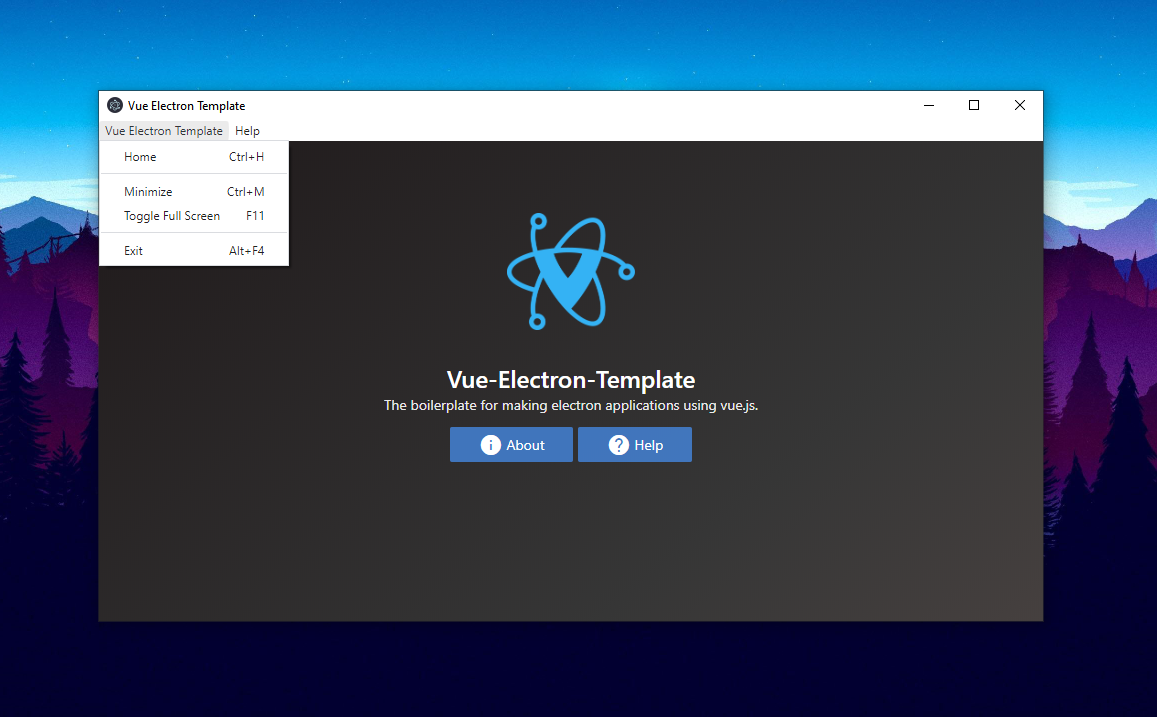 Vue Electron Template
Vue Electron Template Help
Home Ctrl+H
Minimize Ctrl+M
Toggle Full Screen F11
Exit Alt+F4
Vue-Electron-Template
The boilerplate for making electron applications using vue.js.
About Help